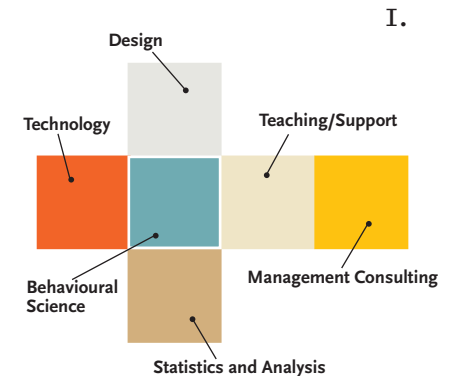 I.
Design
Technology
Teaching/Support
Behavioural
Science
Management Consulting
Statistics and Analysis